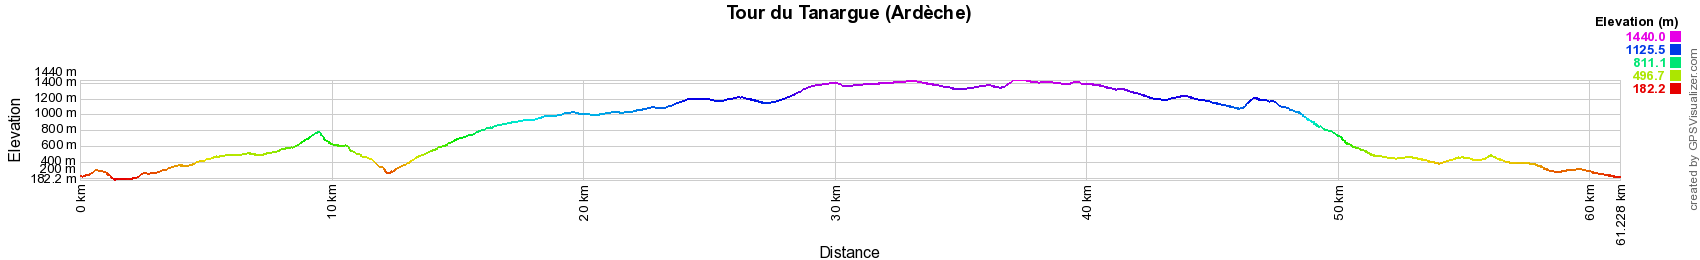 Tour du Tanargue (Ardèche)
Elevation (m)
1440.0
1125.5
811.1
496.7
182.2
Elevation
1440 m
1400 m
1200 m
1000 m
800 m
600 m
400 m
200 m
182.2 m
0 km
10 km
20 km
30 km
40 km
50 km
60 km
61.228 km
Distance
created by GPSVisualizer.com